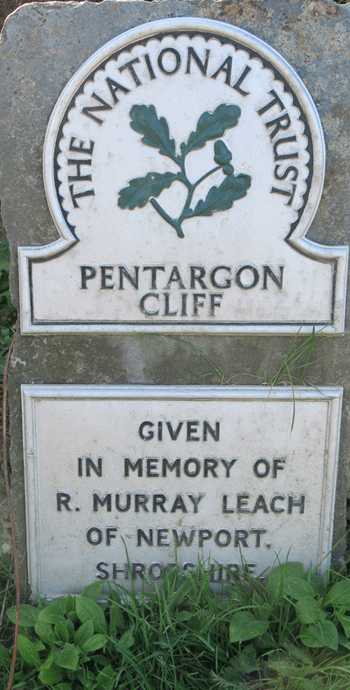 THE NATIONAL TRUST
PENTARGON
CLIFF
GIVEN
IN MEMORY OF
R. MURRAY LEACH
OF NEWPORT,
SHROPSHIRE.